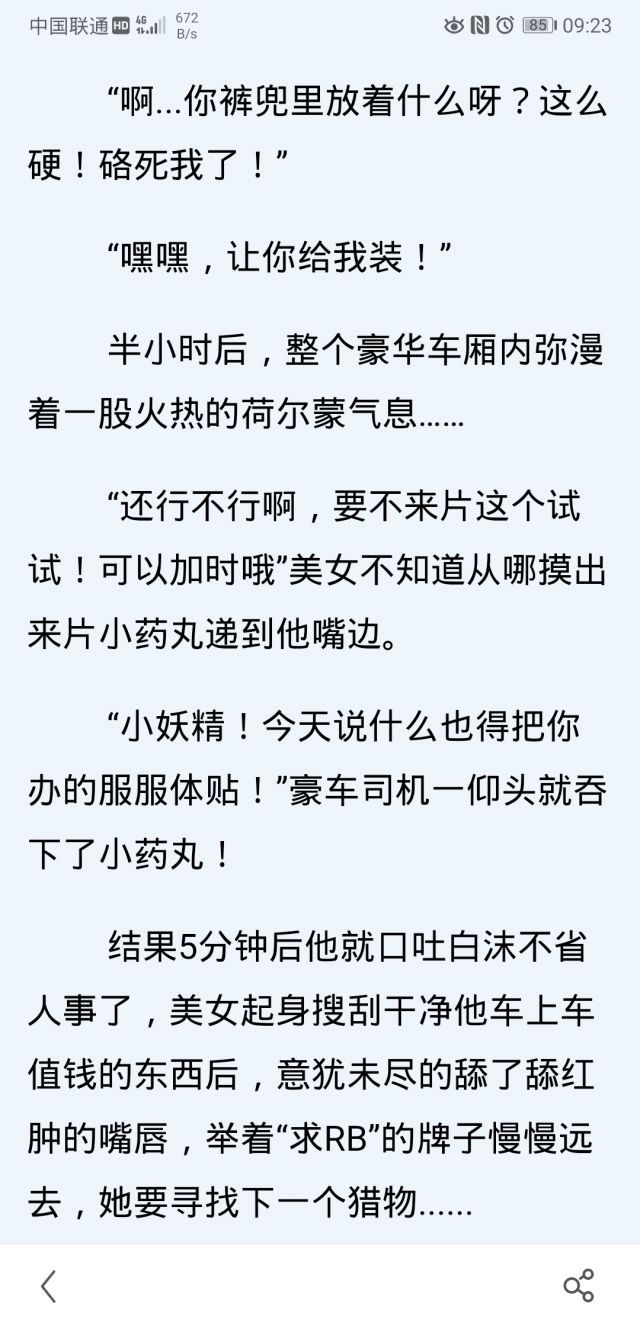 中国联通 HD 4G 672 B/s 85 09:23
“啊...你裤兜里放着什么呀？这么
硬！硌死我了！”
“嘿嘿，让你给我装！”
半小时后，整个豪华车厢内弥漫
着一股火热的荷尔蒙气息......
“还行不行啊，要不来片这个试
试！可以加时哦”美女不知道从哪摸出
来片小药丸递到他嘴边。
“小妖精！今天说什么也得把你
办的服服体贴！”豪车司机一仰头就吞
下了小药丸！
结果5分钟后他就口吐白沫不省
人事了，美女起身搜刮干净他车上车
值钱的东西后，意犹未尽的舔了舔红
肿的嘴唇，举着“求RB”的牌子慢慢远
去，她要寻找下一个猎物......